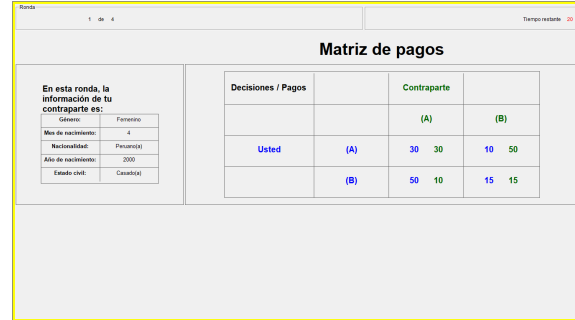 Ronda
1 de 4
Tiempo restante 20
Matriz de pagos
En esta ronda, la
información de tu
contraparte es:
Género: Femenino
Mes de nacimiento: 4
Nacionalidad: Peruano(a)
Año de nacimiento: 2000
Estado civil: Casado(a)
Decisiones / Pagos Contraparte
(A) (B)
Usted (A) 30 30 10 50
(B) 50 10 15 15